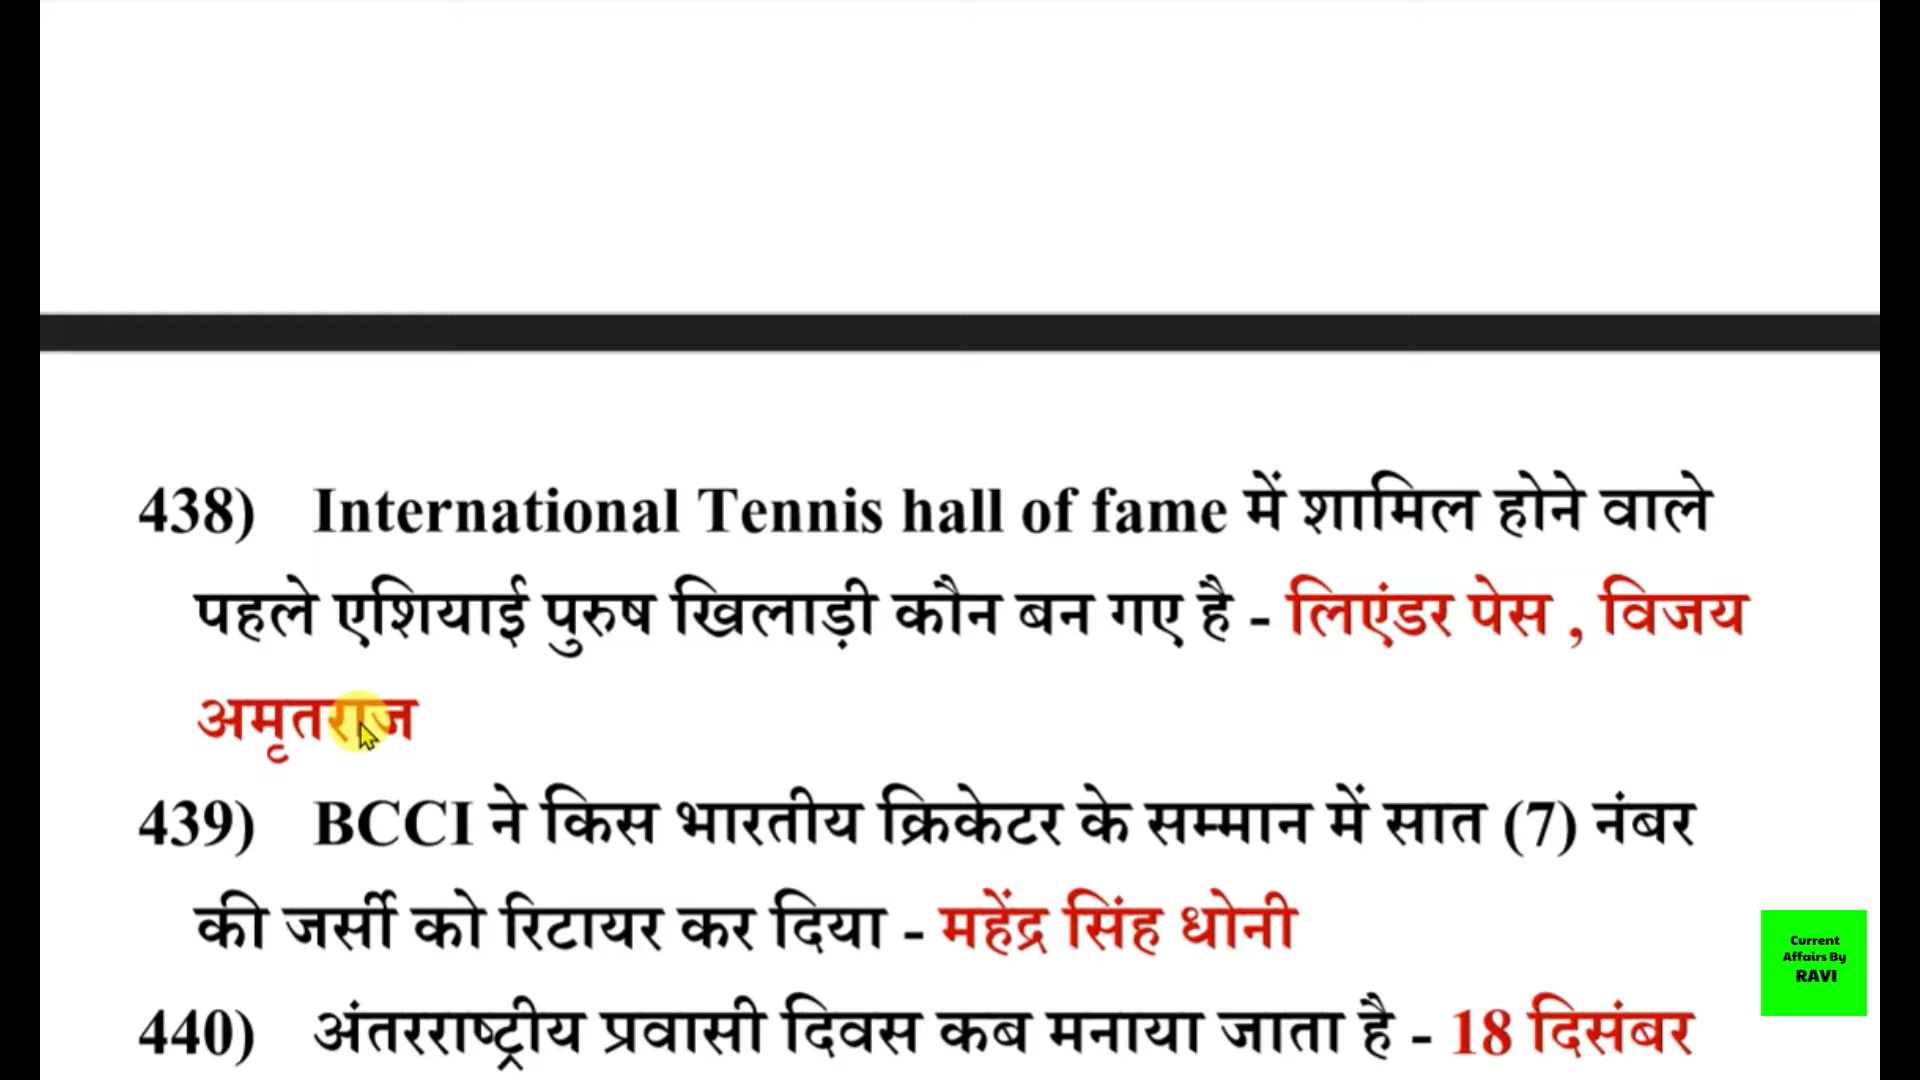 438) International Tennis hall of fame में शामिल होने वाले
पहले एशियाई पुरुष खिलाड़ी कौन बन गए है - लिएंडर पेस , विजय
अमृतराज
439) BCCI ने किस भारतीय क्रिकेटर के सम्मान में सात (7) नंबर
की जर्सी को रिटायर कर दिया - महेंद्र सिंह धोनी
Current
Affairs By
RAVI
440) अंतरराष्ट्रीय प्रवासी दिवस कब मनाया जाता है - 18 दिसंबर